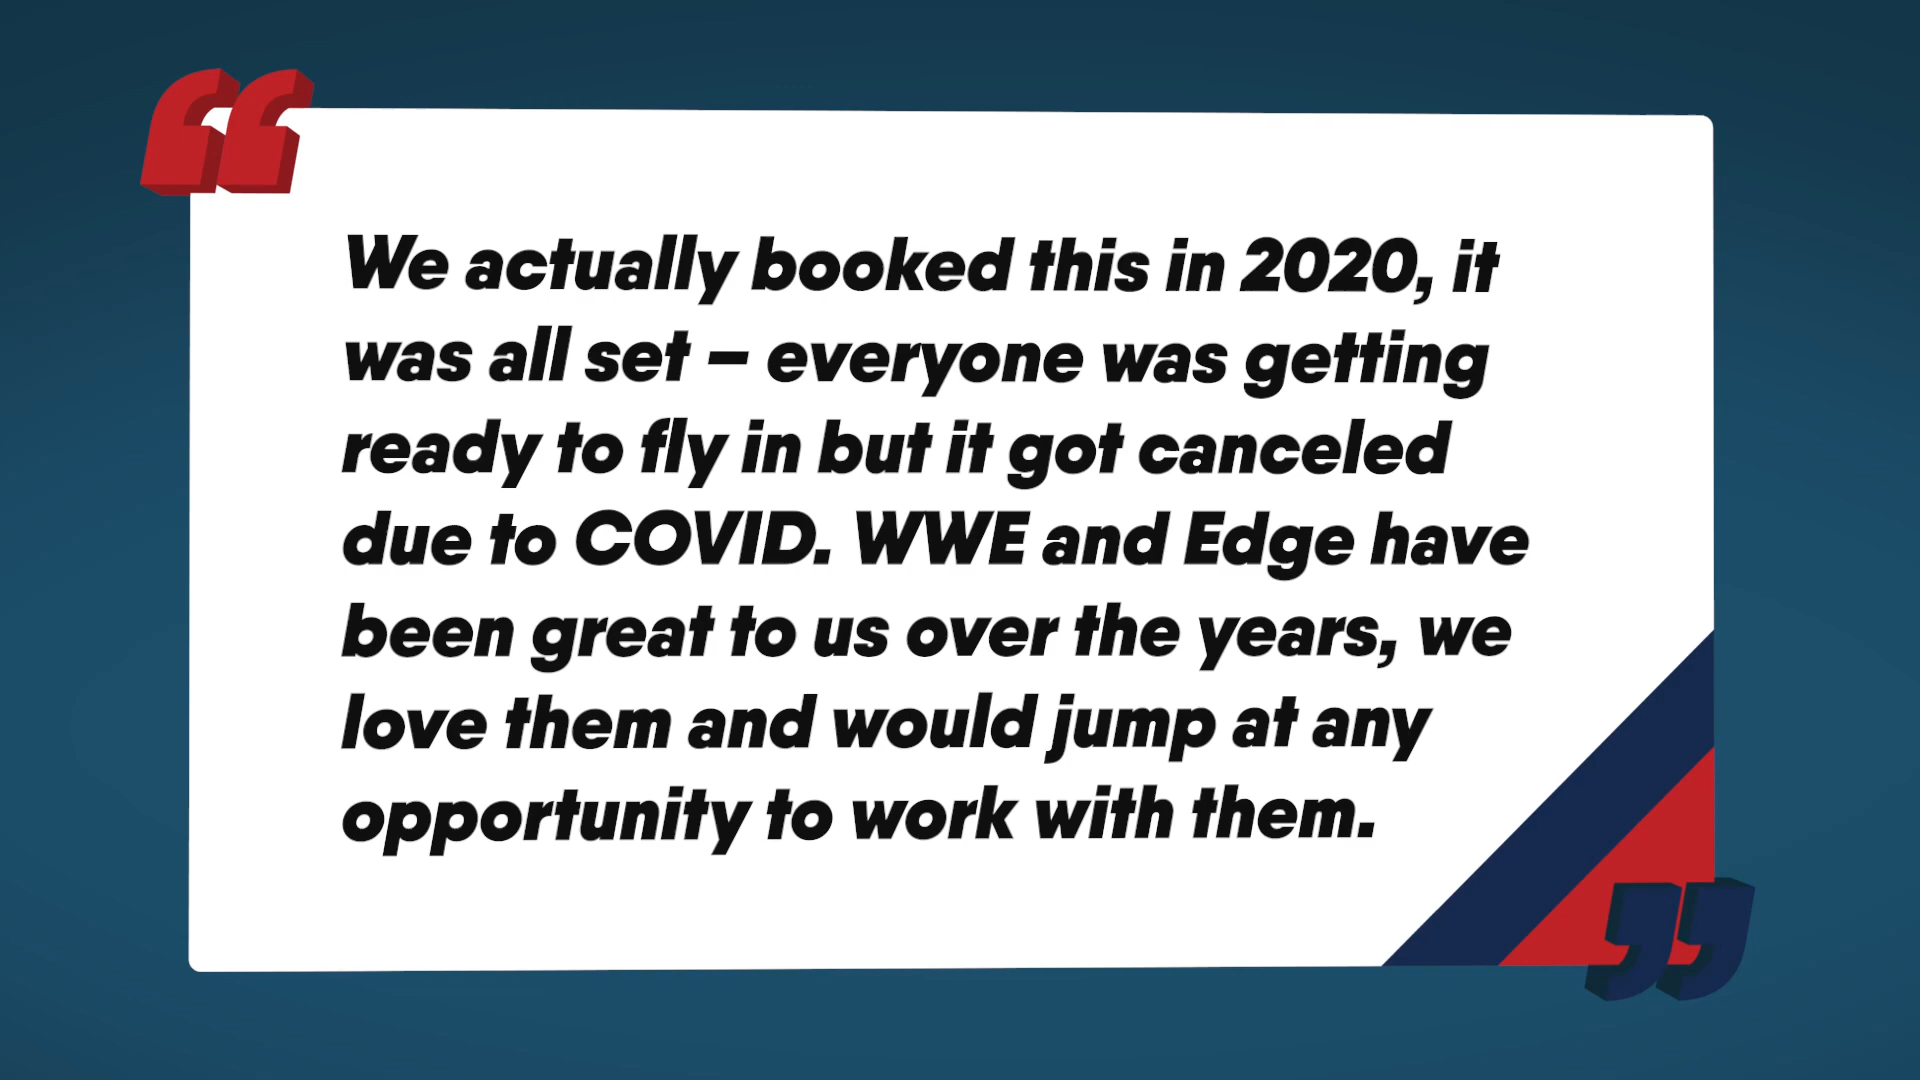 We actually booked this in 2020, it
was all set – everyone was getting
ready to fly in but it got canceled
due to COVID. WWE and Edge have
been great to us over the years, we
love them and would jump at any
opportunity to work with them.